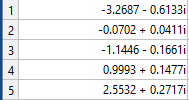 1 -3.2687 - 0.6133i
2 -0.0702 + 0.0411i
3 -1.1446 - 0.1661i
4 0.9993 + 0.1477i
5 2.5532 + 0.2717i